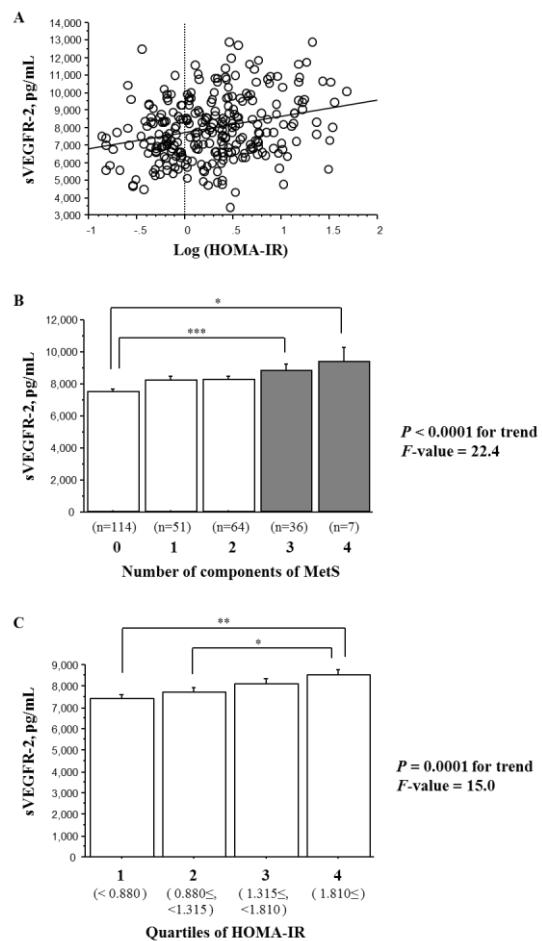 A
14,000
13,000
12,000
11,000
10,000
9,000
8,000
7,000
6,000
5,000
4,000
3,000
sVEGFR-2, pg/mL
-1 -.5 0 .5 1 1.5 2
Log (HOMA-IR)
B
*
***
12,000
10,000
8,000
6,000
4,000
2,000
0
sVEGFR-2, pg/mL
P < 0.0001 for trend
F-value = 22.4
(n=114) (n=51) (n=64) (n=36) (n=7)
0 1 2 3 4
Number of components of MetS
C
**
*
9,000
8,000
7,000
6,000
5,000
4,000
3,000
2,000
1,000
0
sVEGFR-2, pg/mL
P = 0.0001 for trend
F-value = 15.0
1 2 3 4
(< 0.880 ) ( 0.880≤, ( 1.315≤, ( 1.810≤ )
<1.315 ) <1.810 )
Quartiles of HOMA-IR